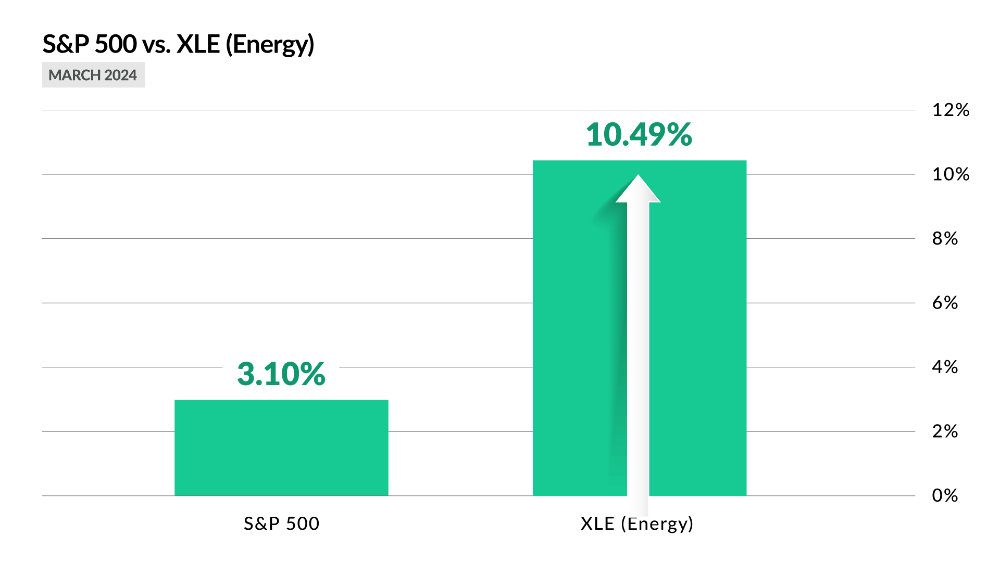 S&P 500 vs. XLE (Energy)
MARCH 2024
12%
10.49%
10%
8%
6%
3.10%
4%
2%
0%
S&P 500
XLE (Energy)